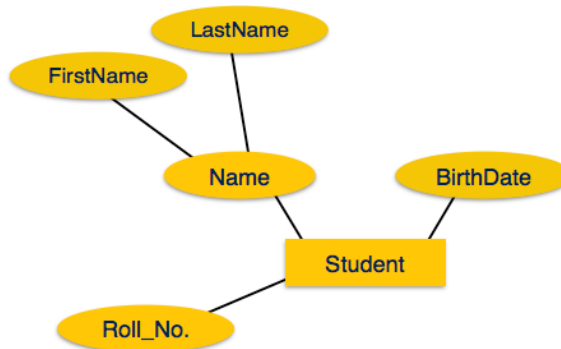 LastName
FirstName
Name
BirthDate
Student
Roll_No.